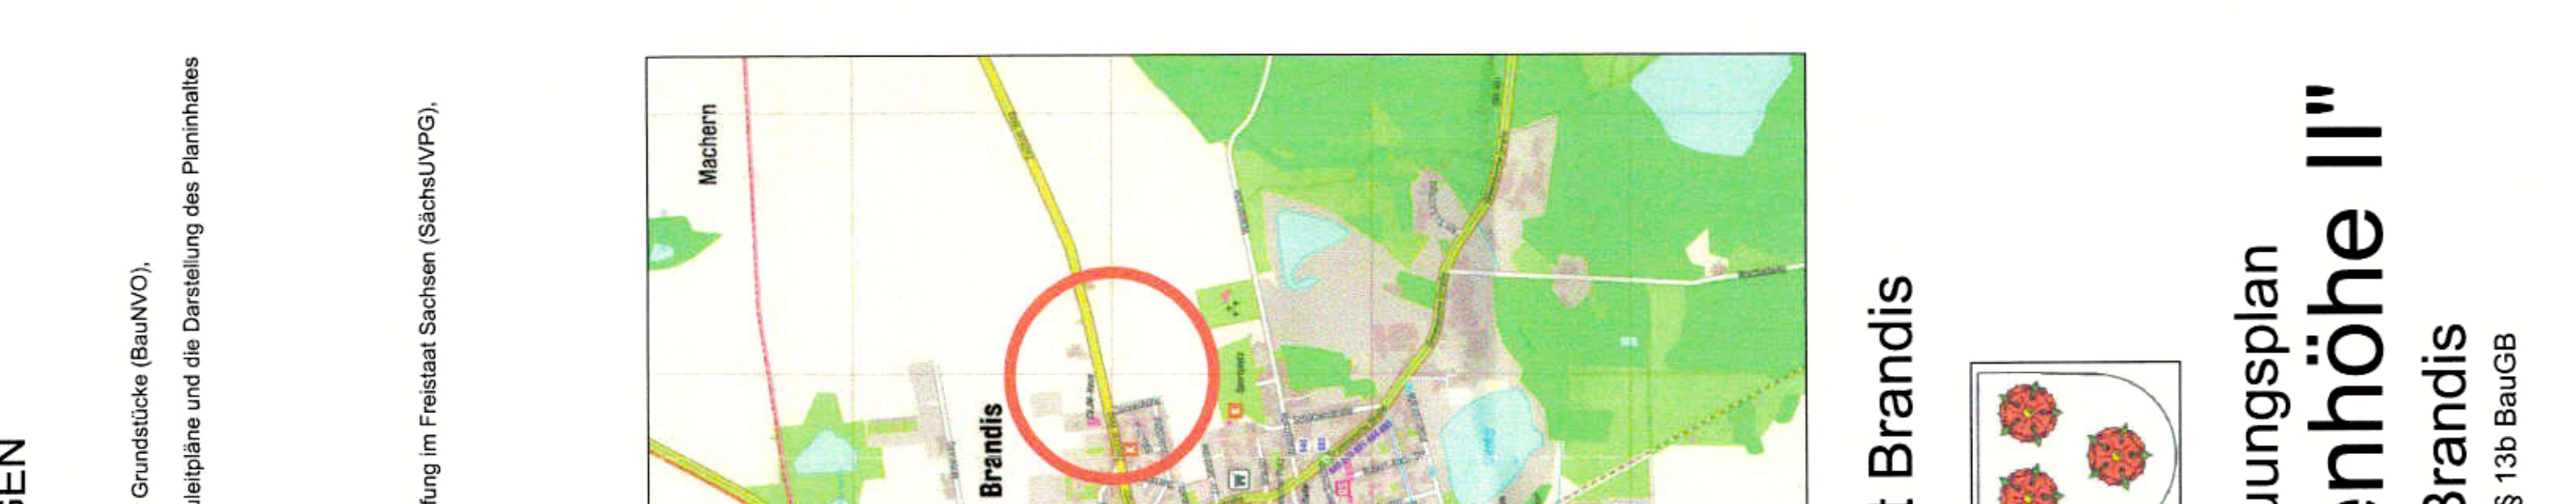 GEN
Grundstücke (BauNVO),
uleitpläne und die Darstellung des Planinhaltes
fung im Freistaat Sachsen (SächsUVPG),
Machern
Brandis
t Brandis
uungsplan
enhöhe II"
Brandis
§ 13b BauGB